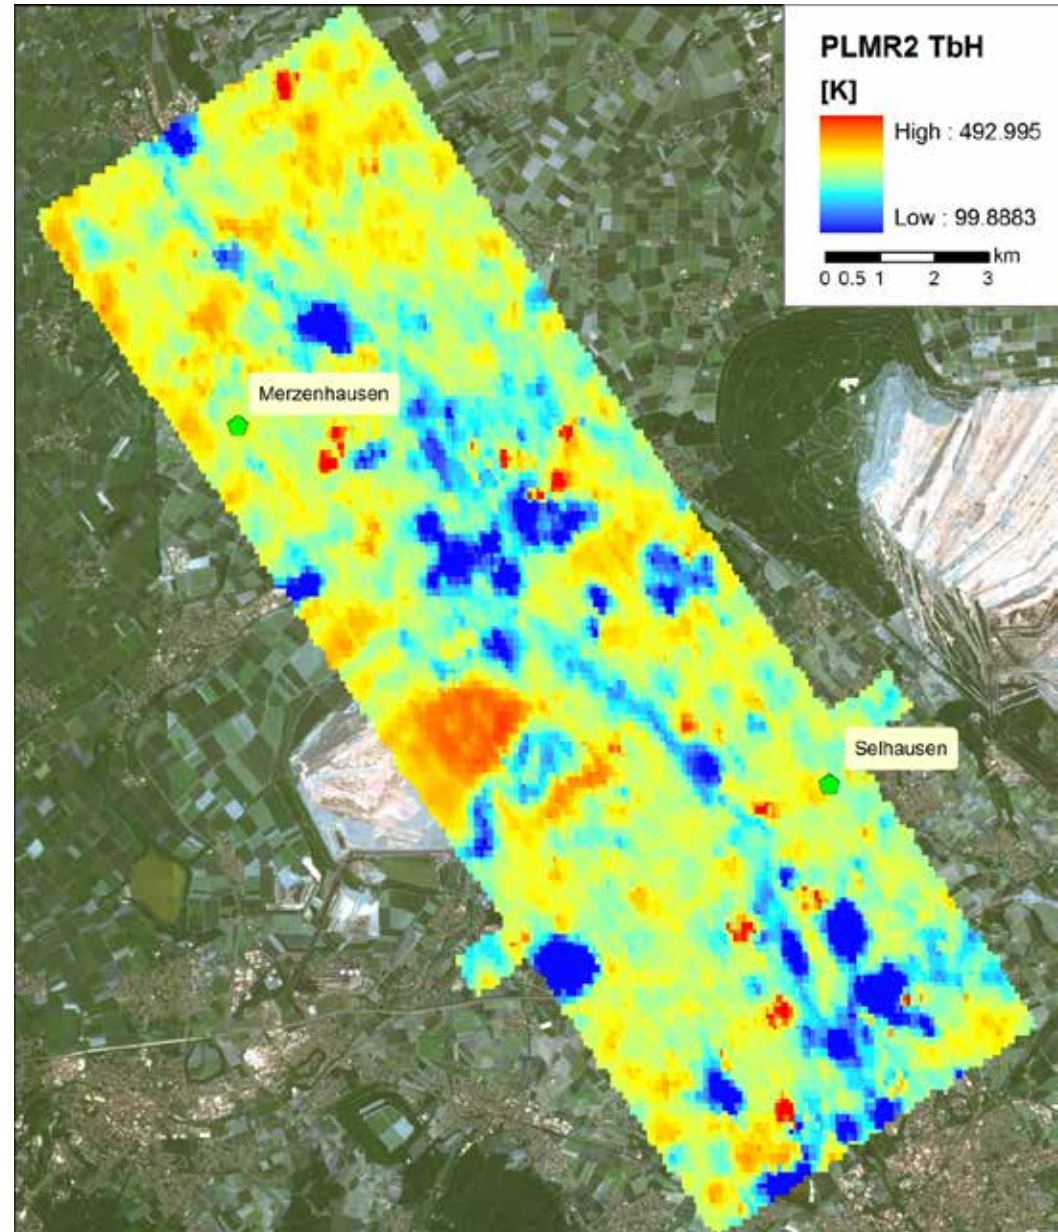 PLMR2 TbH
[K]
High : 492.995
Low : 99.8883
km
0 0.5 1 2 3
Merzenhausen
Selhausen